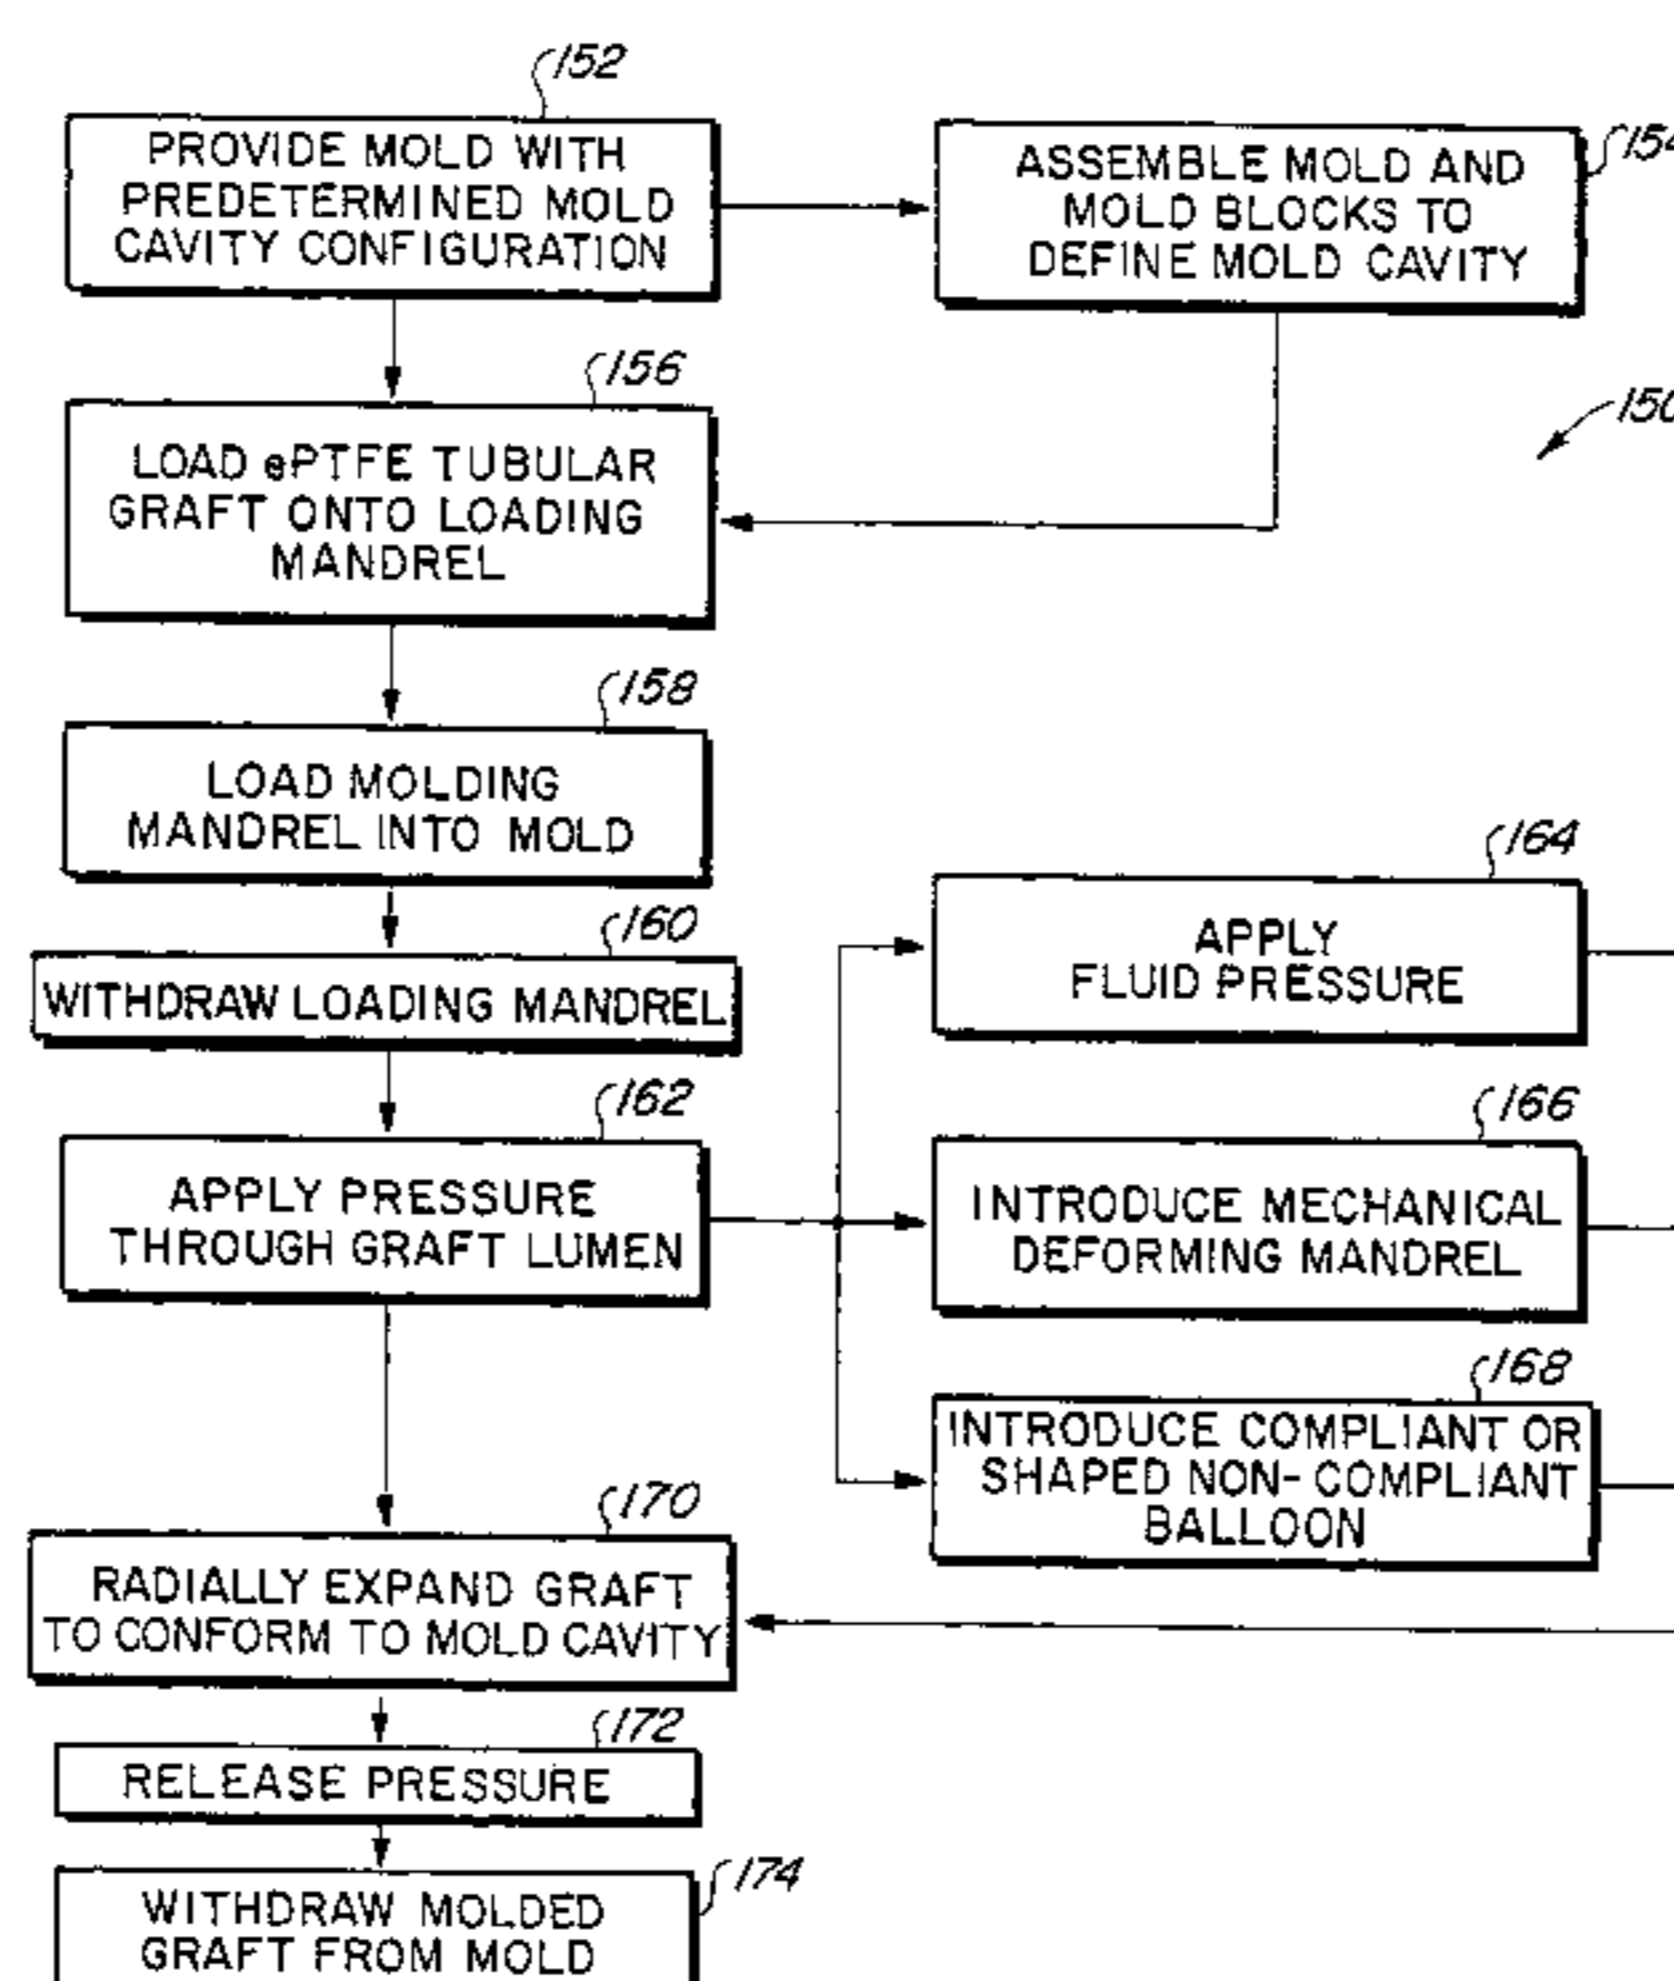 152
PROVIDE MOLD WITH
PREDETERMINED MOLD
CAVITY CONFIGURATION
154
ASSEMBLE MOLD AND
MOLD BLOCKS TO
DEFINE MOLD CAVITY
150
156
LOAD ePTFE TUBULAR
GRAFT ONTO LOADING
MANDREL
158
LOAD MOLDING
MANDREL INTO MOLD
160
WITHDRAW LOADING MANDREL
162
APPLY PRESSURE
THROUGH GRAFT LUMEN
164
APPLY
FLUID PRESSURE
166
INTRODUCE MECHANICAL
DEFORMING MANDREL
168
INTRODUCE COMPLIANT OR
SHAPED NON-COMPLIANT
BALLOON
170
RADIALLY EXPAND GRAFT
TO CONFORM TO MOLD CAVITY
172
RELEASE PRESSURE
174
WITHDRAW MOLDED
GRAFT FROM MOLD